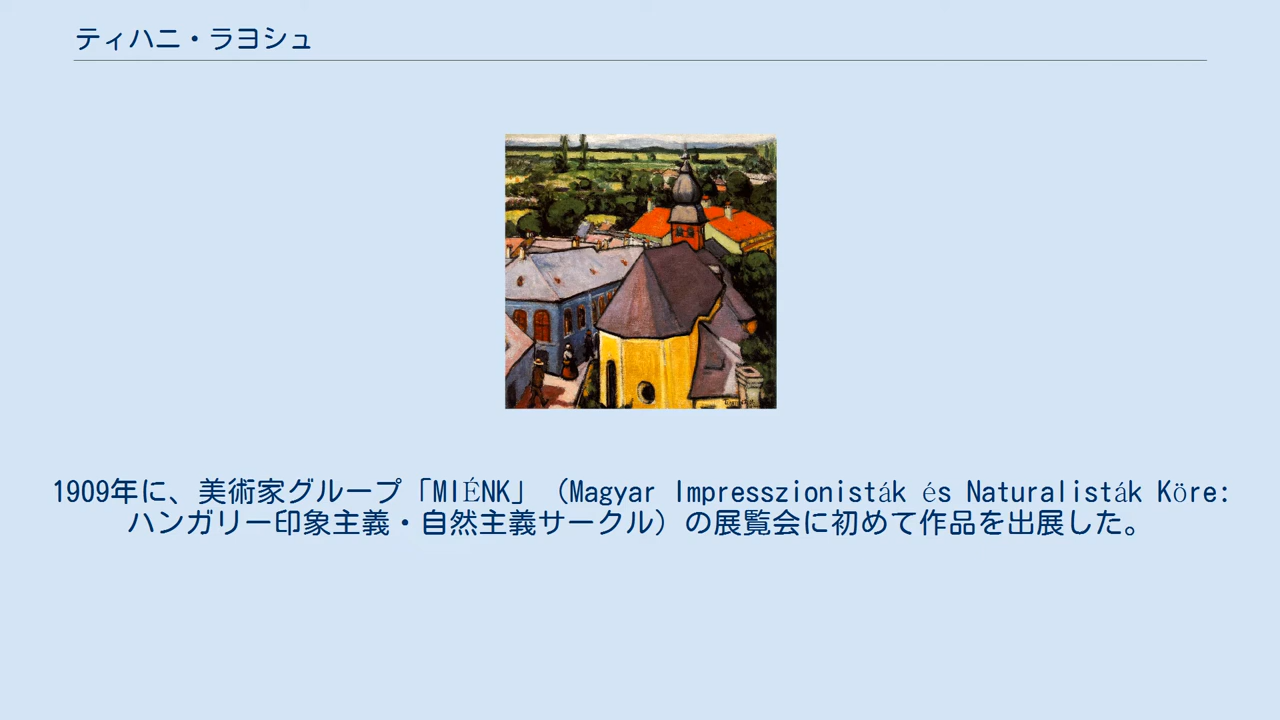 ティハニ・ラヨシュ
1909年に、美術家グループ「MIÉNK」（Magyar Impresszionisták és Naturalisták Köre:
ハンガリー印象主義・自然主義サークル）の展覧会に初めて作品を出展した。